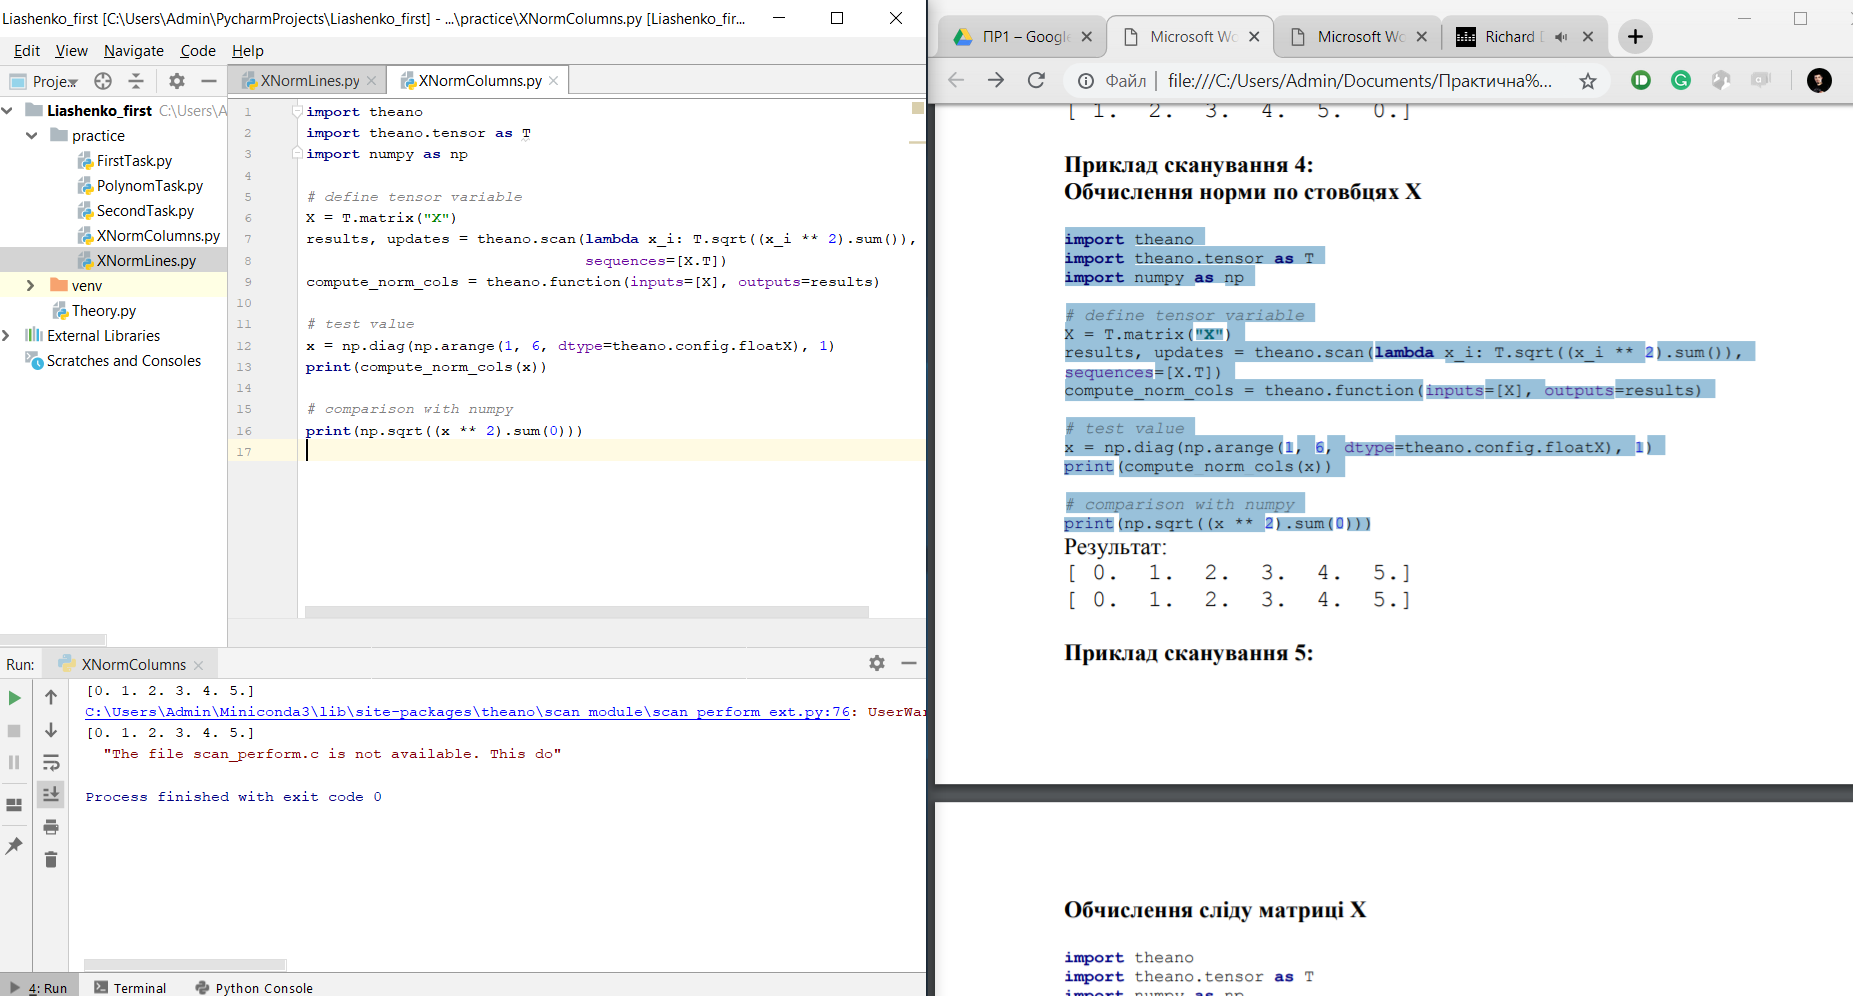 Liashenko_first [C:\Users\Admin\PycharmProjects\Liashenko_first] - ...\practice\XNormColumns.py [Liashenko_fir...
Edit View Navigate Code Help
Proje
XNormLines.py
XNormColumns.py
Liashenko_first C:\Users\A
practice
FirstTask.py
PolynomTask.py
SecondTask.py
XNormColumns.py
XNormLines.py
venv
Theory.py
External Libraries
Scratches and Consoles
1 import theano
2 import theano.tensor as T
3 import numpy as np
4
5 # define tensor variable
6 X = T.matrix("X")
7 results, updates = theano.scan(lambda x_i: T.sqrt((x_i ** 2).sum()),
8 sequences=[X.T])
9 compute_norm_cols = theano.function(inputs=[X], outputs=results)
10
11 # test value
12 x = np.diag(np.arange(1, 6, dtype=theano.config.floatX), 1)
13 print(compute_norm_cols(x))
14
15 # comparison with numpy
16 print(np.sqrt((x ** 2).sum(0)))
17
Run: XNormColumns
[0. 1. 2. 3. 4. 5.]
C:\Users\Admin\Miniconda3\lib\site-packages\theano\scan_module\scan_perform_ext.py:76: UserWar
[0. 1. 2. 3. 4. 5.]
"The file scan_perform.c is not available. This do"
Process finished with exit code 0
4: Run Terminal Python Console
ПР1 – Googl
Microsoft Wo
Microsoft Wo
Richard
Файл file:///C:/Users/Admin/Documents/Практична%...
[ 1. 2. 3. 4. 5. 0.]
Приклад сканування 4:
Обчислення норми по стовбцях X
import theano
import theano.tensor as T
import numpy as np
# define tensor variable
X = T.matrix("X")
results, updates = theano.scan(lambda x_i: T.sqrt((x_i ** 2).sum()),
sequences=[X.T])
compute_norm_cols = theano.function(inputs=[X], outputs=results)
# test value
x = np.diag(np.arange(1, 6, dtype=theano.config.floatX), 1)
print(compute_norm_cols(x))
# comparison with numpy
print(np.sqrt((x ** 2).sum(0)))
Результат:
[ 0. 1. 2. 3. 4. 5.]
[ 0. 1. 2. 3. 4. 5.]
Приклад сканування 5:
Обчислення сліду матриці X
import theano
import theano.tensor as T
import numpy as np